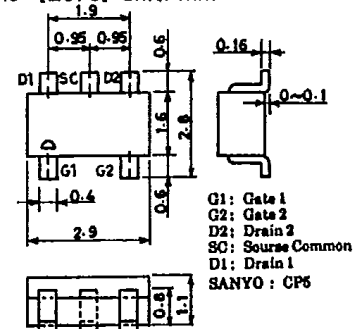 1.9
0.95 0.95
D1 SC D2
0.6
1.6
2.8
0.6
G1 G2
0.4
2.9
0.16
0~0.1
G1: Gate 1
G2: Gate 2
D2: Drain 2
SC: Sourse Common
D1: Drain 1
SANYO : CP5
0.8
1.1